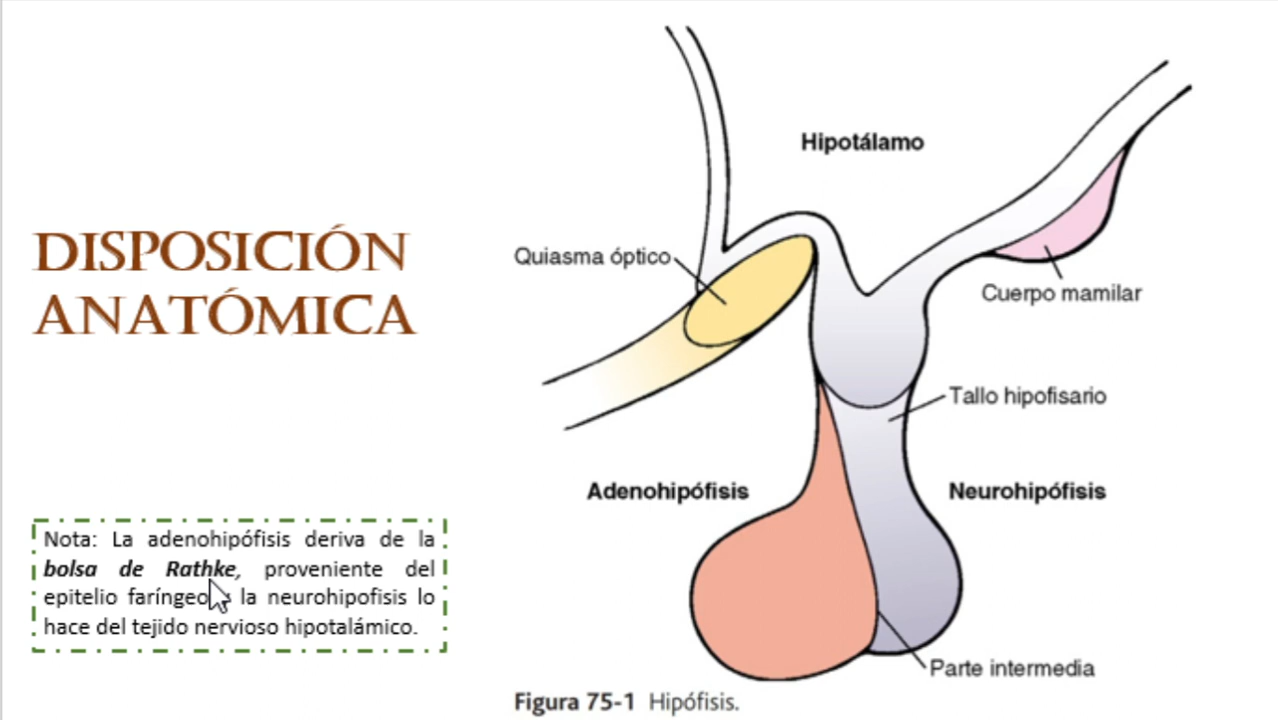 DISPOSICIÓN
ANATÓMICA
Hipotálamo
Quiasma óptico
Cuerpo mamilar
Tallo hipofisario
Adenohipófisis
Neurohipófisis
Parte intermedia
Nota: La adenohipófisis deriva de la
bolsa de Rathke, proveniente del
epitelio faríngeo la neurohipofisis lo
hace del tejido nervioso hipotalámico.
Figura 75-1 Hipófisis.